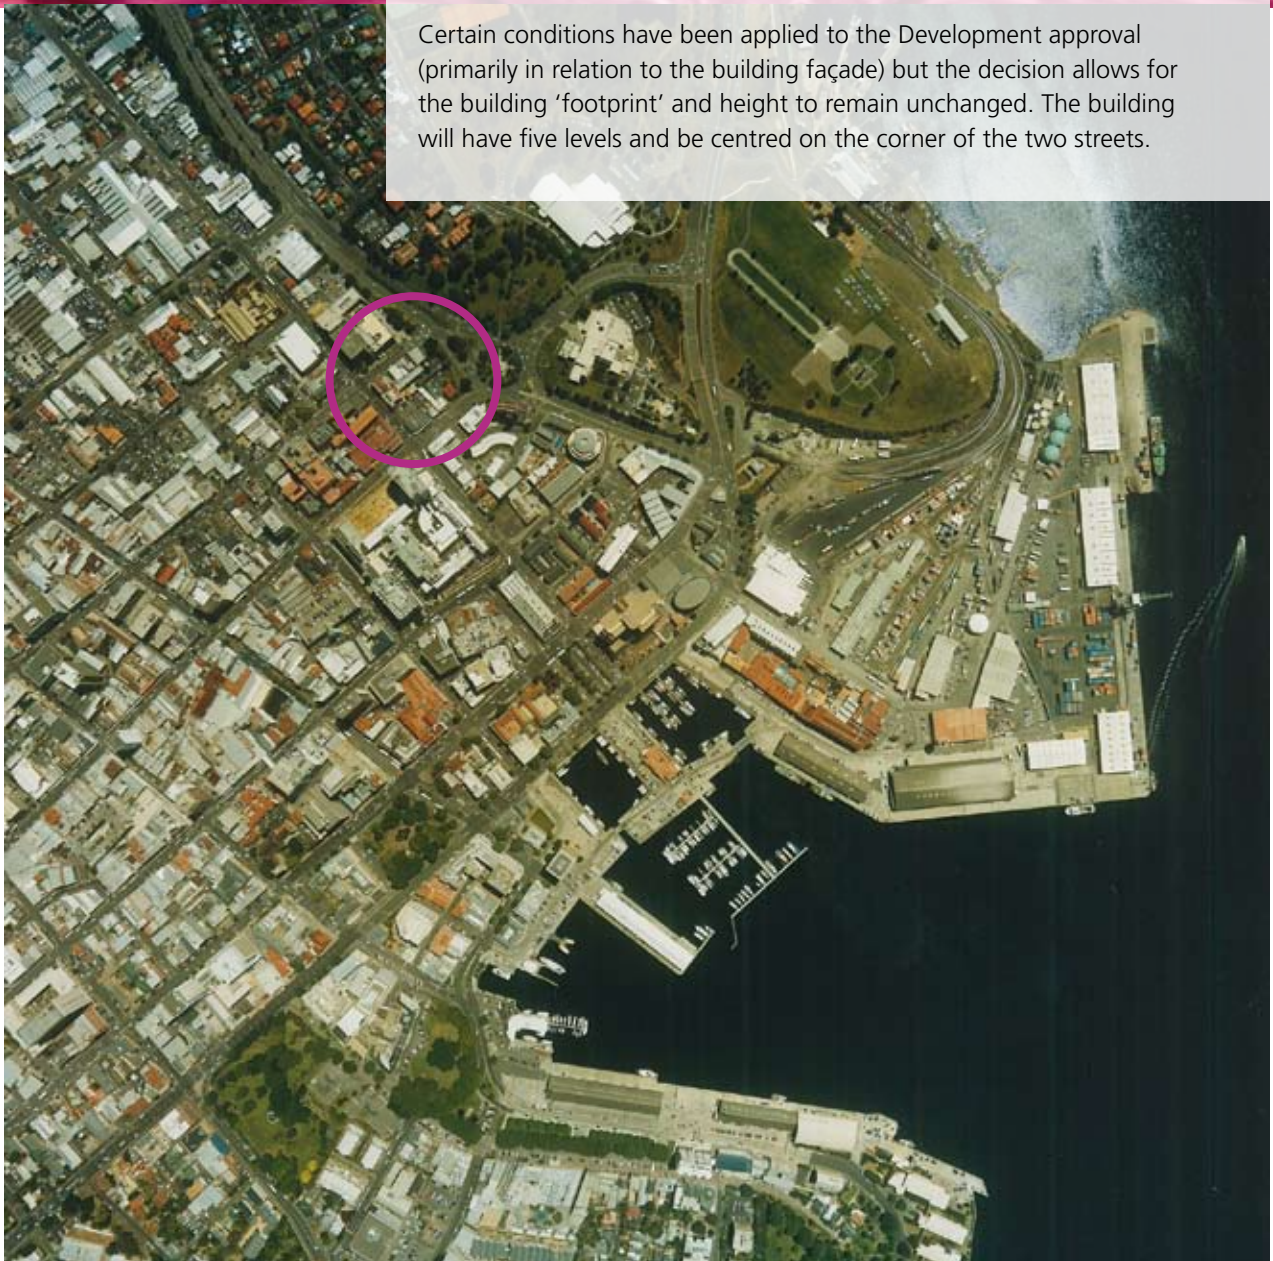 Certain conditions have been applied to the Development approval
(primarily in relation to the building façade) but the decision allows for
the building ‘footprint’ and height to remain unchanged. The building
will have five levels and be centred on the corner of the two streets.